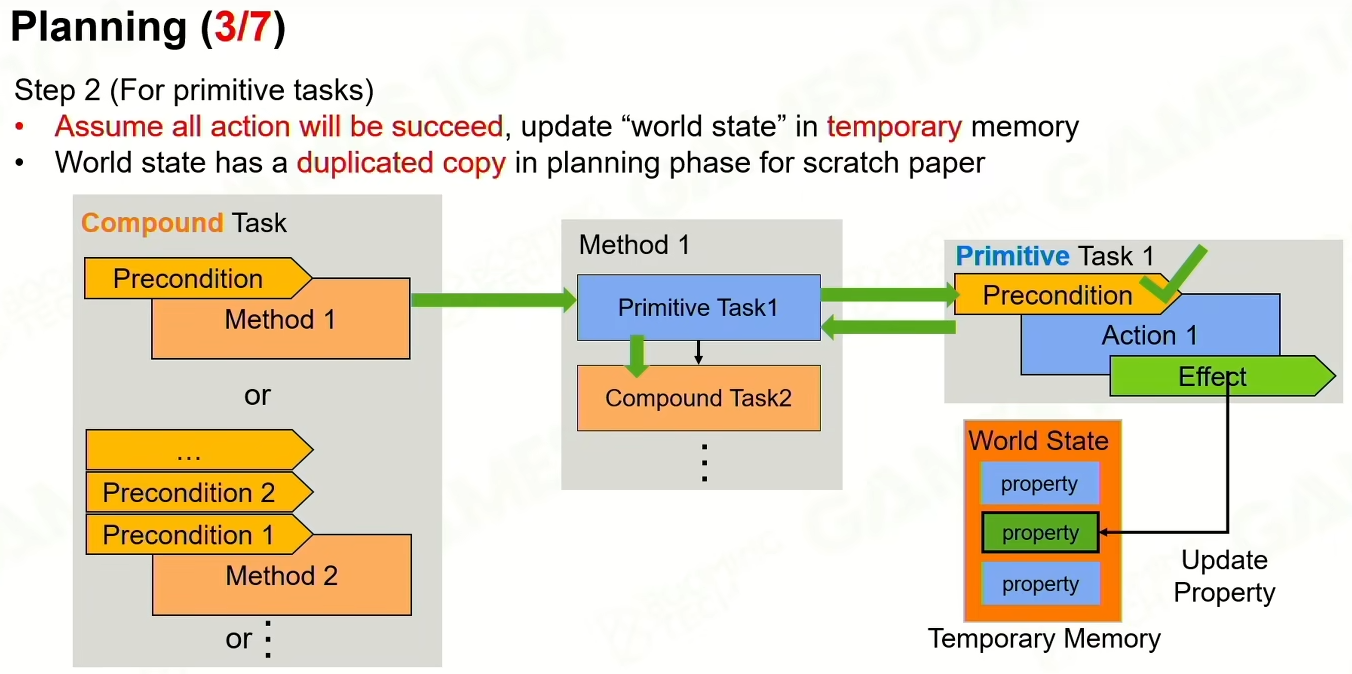 Planning (3/7)
Step 2 (For primitive tasks)
• Assume all action will be succeed, update “world state” in temporary memory
• World state has a duplicated copy in planning phase for scratch paper
Compound Task
Precondition
Method 1
or
...
Precondition 2
Precondition 1
Method 2
or
Method 1
Primitive Task1
Compound Task2
Primitive Task 1
Precondition
Action 1
Effect
World State
property
property
property
Update
Property
Temporary Memory
GAMES 104